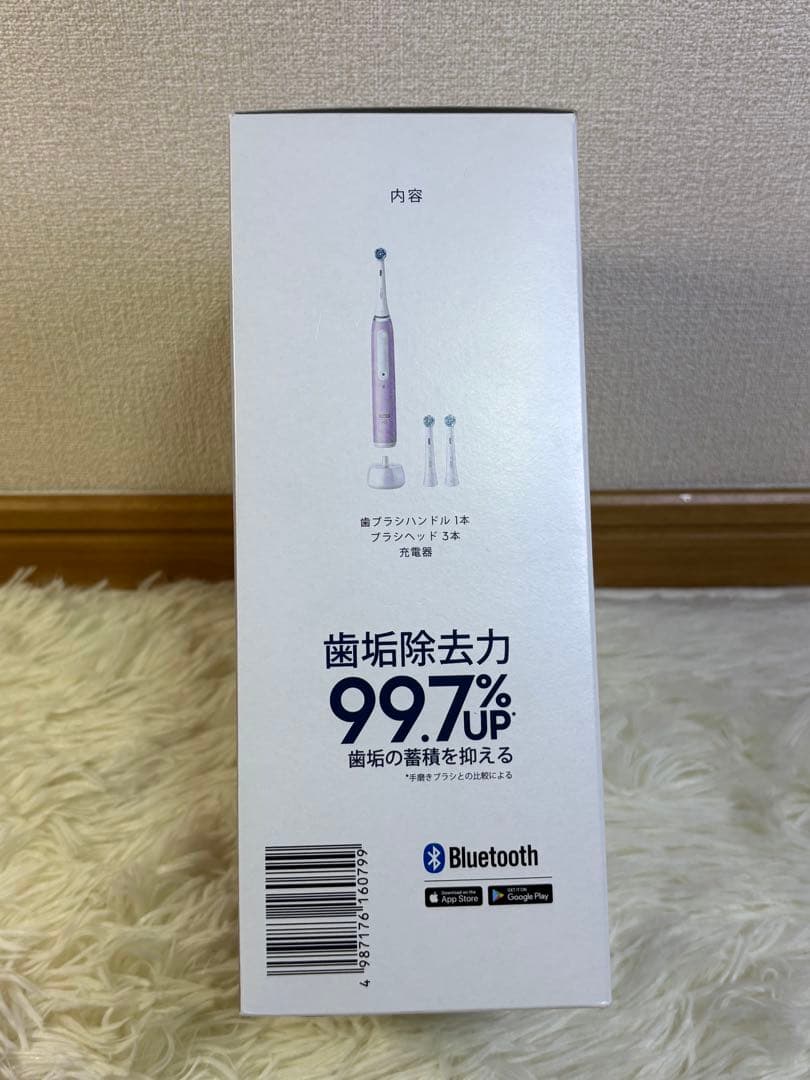 内容
歯ブラシハンドル 1本
ブラシヘッド 3本
充電器
歯垢除去力
99.7%UP*
歯垢の蓄積を抑える
*手磨きブラシとの比較による
Bluetooth
Download on the App Store
GET IT ON Google Play
4 987176 160799